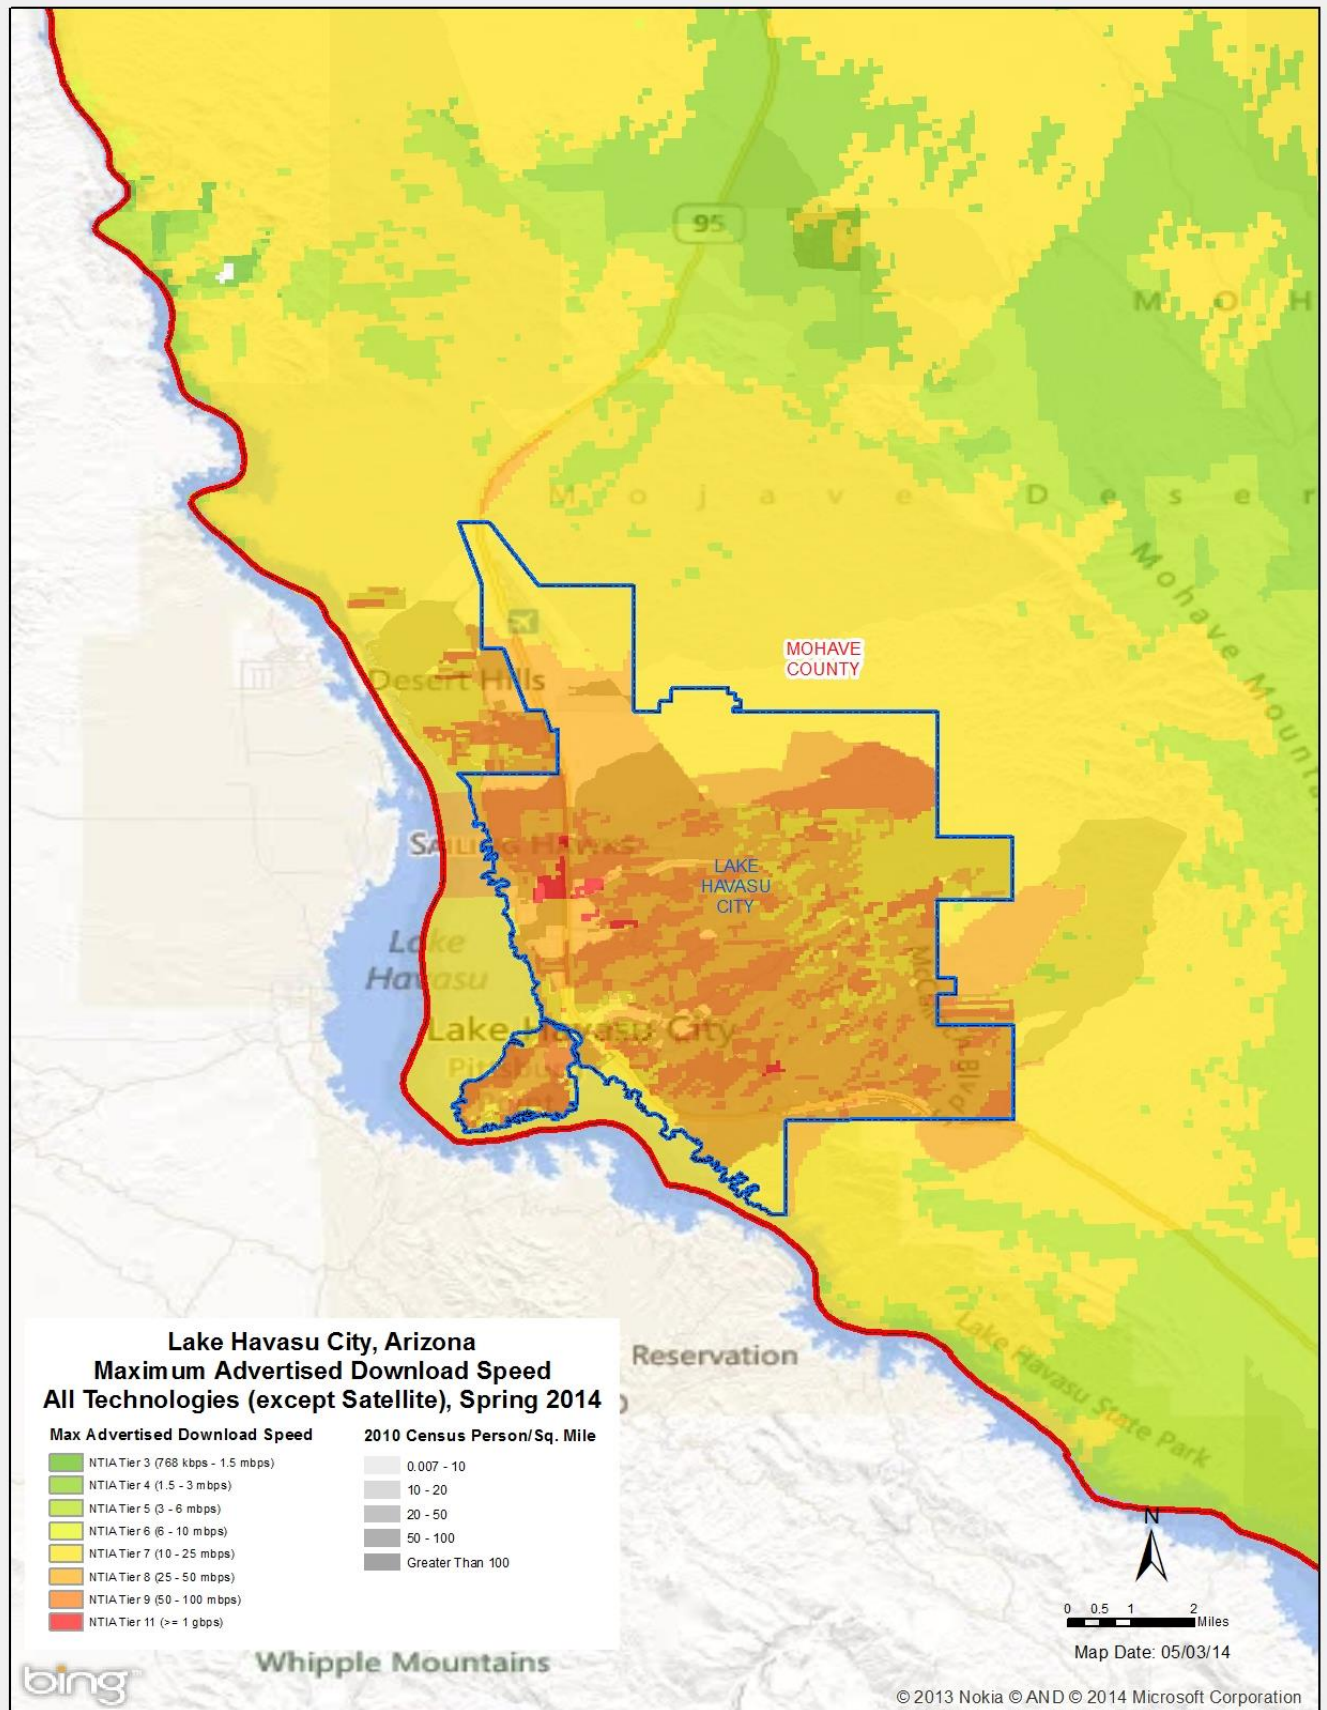 95
M O H
M o j a v e D e s e r
Mohave Mounta
MOHAVE
COUNTY
Desert Hills
SAILING HAWKS
LAKE
HAVASU
CITY
Lake
Havasu
McCulloch Blvd
Lake Havasu City
Pittsburg
Point
Lake Havasu State Park
Reservation
Lake Havasu City, Arizona
Maximum Advertised Download Speed
All Technologies (except Satellite), Spring 2014
Max Advertised Download Speed
NTIA Tier 3 (768 kbps - 1.5 mbps)
NTIA Tier 4 (1.5 - 3 mbps)
NTIA Tier 5 (3 - 6 mbps)
NTIA Tier 6 (6 - 10 mbps)
NTIA Tier 7 (10 - 25 mbps)
NTIA Tier 8 (25 - 50 mbps)
NTIA Tier 9 (50 - 100 mbps)
NTIA Tier 11 (>= 1 gbps)
2010 Census Person/Sq. Mile
0.007 - 10
10 - 20
20 - 50
50 - 100
Greater Than 100
N
0 0.5 1 2
Miles
Map Date: 05/03/14
Whipple Mountains
bing
© 2013 Nokia © AND © 2014 Microsoft Corporation